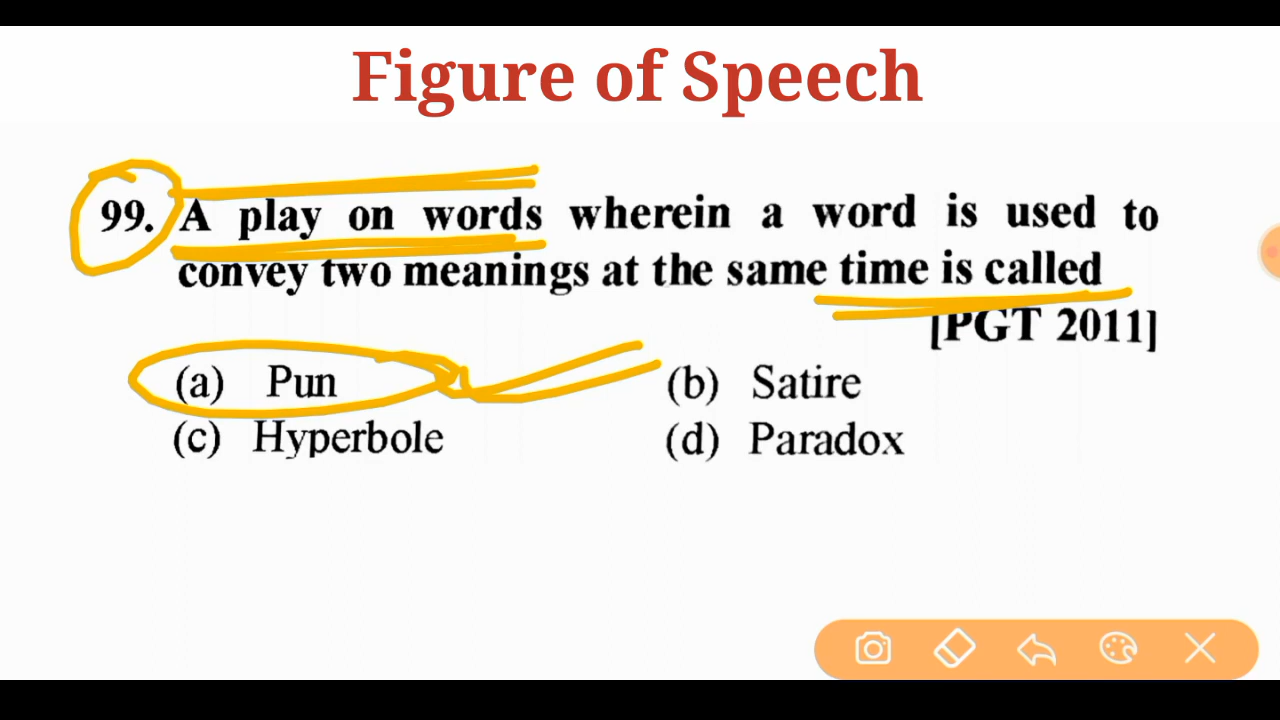 Figure of Speech
99. A play on words wherein a word is used to
convey two meanings at the same time is called
[PGT 2011]
(a) Pun (b) Satire
(c) Hyperbole (d) Paradox